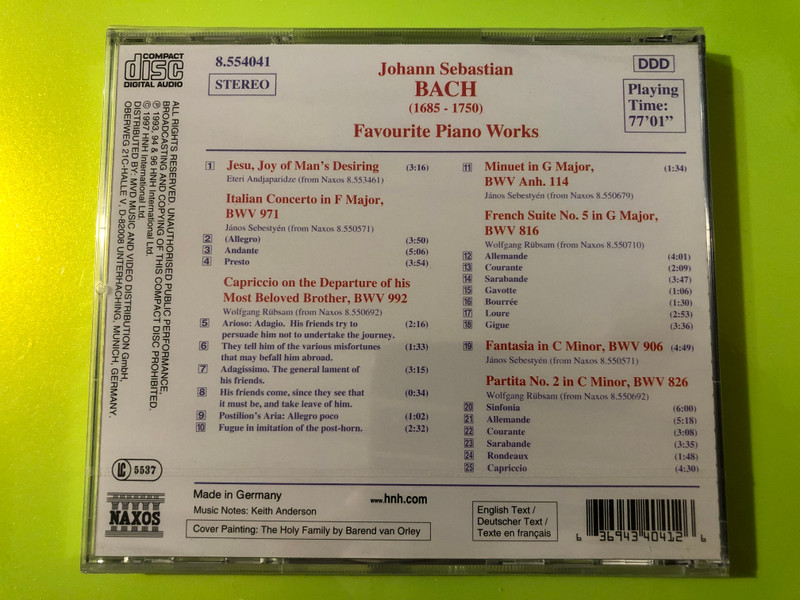 COMPACT
disc
DIGITAL AUDIO
8.554041
STEREO
Johann Sebastian
BACH
(1685 - 1750)
Favourite Piano Works
DDD
Playing
Time:
77'01"
ALL RIGHTS RESERVED. UNAUTHORISED PUBLIC PERFORMANCE,
BROADCASTING AND COPYING OF THIS COMPACT DISC PROHIBITED.
℗ 1993, 94 & 96 HNH International Ltd.
© 1997 HNH International Ltd.
DISTRIBUTED BY: MVD MUSIC AND VIDEO DISTRIBUTION GmbH,
OBERWEG 21C-HALLE V, D-82008 UNTERHACHING, MUNICH, GERMANY.
1 Jesu, Joy of Man's Desiring (3:16)
Eteri Andjaparidze (from Naxos 8.553461)
Italian Concerto in F Major,
BWV 971
János Sebestyén (from Naxos 8.550571)
2 (Allegro) (3:50)
3 Andante (5:06)
4 Presto (3:54)
Capriccio on the Departure of his
Most Beloved Brother, BWV 992
Wolfgang Rübsam (from Naxos 8.550692)
5 Arioso: Adagio. His friends try to (2:16)
persuade him not to undertake the journey.
6 They tell him of the various misfortunes (1:33)
that may befall him abroad.
7 Adagissimo. The general lament of (3:15)
his friends.
8 His friends come, since they see that (0:34)
it must be, and take leave of him.
9 Postilion's Aria: Allegro poco (1:02)
10 Fugue in imitation of the post-horn. (2:32)
11 Minuet in G Major, (1:34)
BWV Anh. 114
János Sebestyén (from Naxos 8.550679)
French Suite No. 5 in G Major,
BWV 816
Wolfgang Rübsam (from Naxos 8.550710)
12 Allemande (4:01)
13 Courante (2:09)
14 Sarabande (3:47)
15 Gavotte (1:06)
16 Bourrée (1:30)
17 Loure (2:53)
18 Gigue (3:36)
19 Fantasia in C Minor, BWV 906 (4:49)
János Sebestyén (from Naxos 8.550571)
Partita No. 2 in C Minor, BWV 826
Wolfgang Rübsam (from Naxos 8.550692)
20 Sinfonia (6:00)
21 Allemande (5:18)
22 Courante (3:08)
23 Sarabande (3:35)
24 Rondeaux (1:48)
25 Capriccio (4:30)
LC 5537
NAXOS
Made in Germany
Music Notes: Keith Anderson
www.hnh.com
Cover Painting: The Holy Family by Barend van Orley
English Text /
Deutscher Text /
Texte en français
6 36943 40412 6